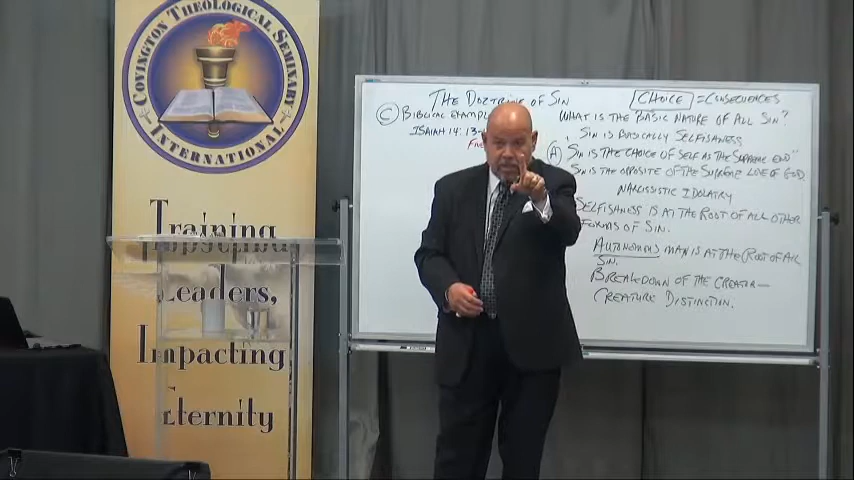 COVINGTON THEOLOGICAL SEMINARY
INTERNATIONAL
Training
Leaders,
Impacting
Eternity
THE DOCTRINE OF SIN
C BIBLICAL
ISAIAH 14:13-
CHOICE = CONSEQUENCES
WHAT IS THE BASIC NATURE OF ALL SIN?
SIN IS BASICALLY SELFISHNESS
A SIN IS THE CHOICE OF SELF AS THE SUPREME END"
SIN IS THE OPPOSITE OF THE SUPREME LOVE OF GOD.
NARCISSISTIC IDOLATRY
SELFISHNESS IS AT THE ROOT OF ALL OTHER
FORMS OF SIN.
AUTONOMOUS MAN IS AT THE ROOT OF ALL
SIN.
BREAKDOWN OF THE CREATOR-
CREATURE DISTINCTION.